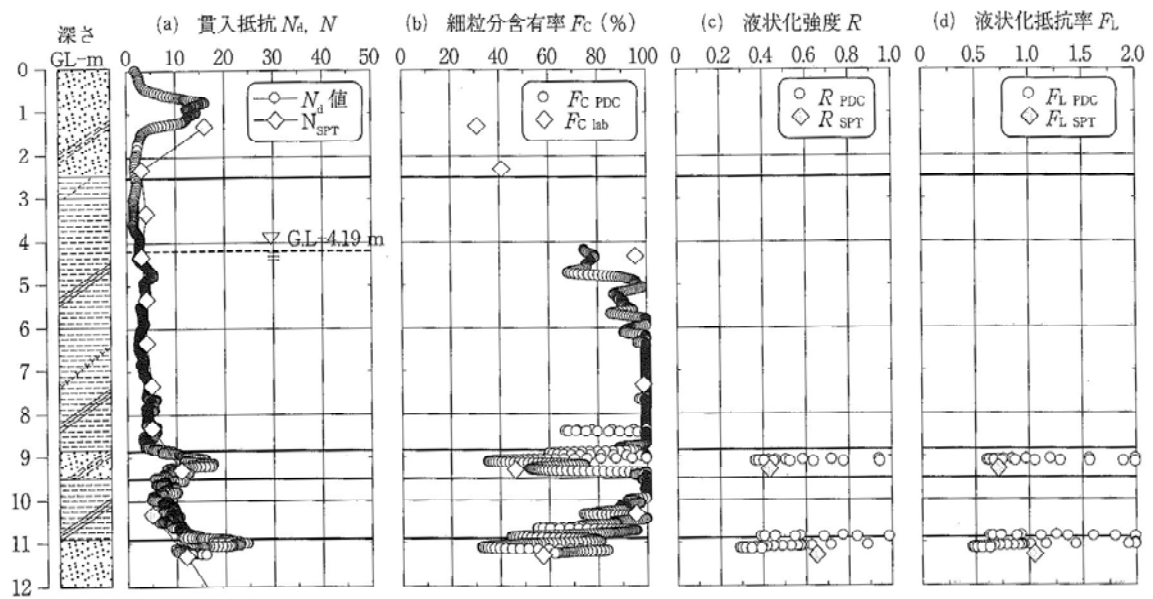 深さ
GL-m
(a) 貫入抵抗 Nd, N
0 10 20 30 40 50
Nd 値
NSPT
G.L-4.19 m
(b) 細粒分含有率 FC (%)
0 20 40 60 80 100
FC PDC
FC lab
(c) 液状化強度 R
0 0.2 0.4 0.6 0.8 1.0
R PDC
R SPT
(d) 液状化抵抗率 FL
0 0.5 1.0 1.5 2.0
FL PDC
FL SPT
0
1
2
3
4
5
6
7
8
9
10
11
12